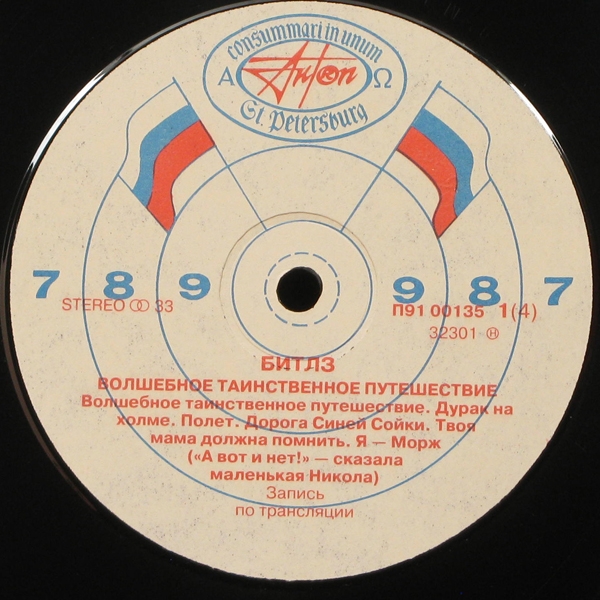 consummari in unum
А Антроп Ω
St. Petersburg
7 8 9 9 8 7
STEREO 33
П91 00135 1(4)
32301 Ⓗ
БИТЛЗ
ВОЛШЕБНОЕ ТАИНСТВЕННОЕ ПУТЕШЕСТВИЕ
Волшебное таинственное путешествие. Дурак на
холме. Полет. Дорога Синей Сойки. Твоя
мама должна помнить. Я — Морж
(«А вот и нет!» — сказала
маленькая Никола)
Запись
по трансляции